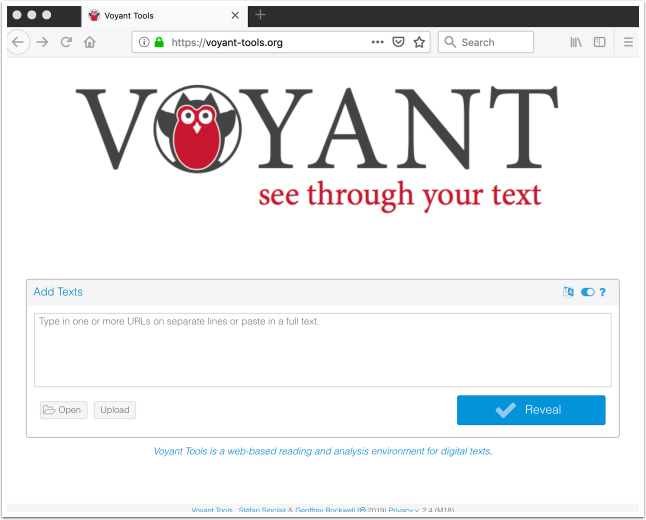 Voyant Tools
https://voyant-tools.org
Search
VOYANT
see through your text
Add Texts
?
Type in one or more URLs on separate lines or paste in a full text.
Open
Upload
Reveal
Voyant Tools is a web-based reading and analysis environment for digital texts.
Voyant Tools , Stéfan Sinclair & Geoffrey Rockwell (© 2019) Privacy v. 2.4 (M18)